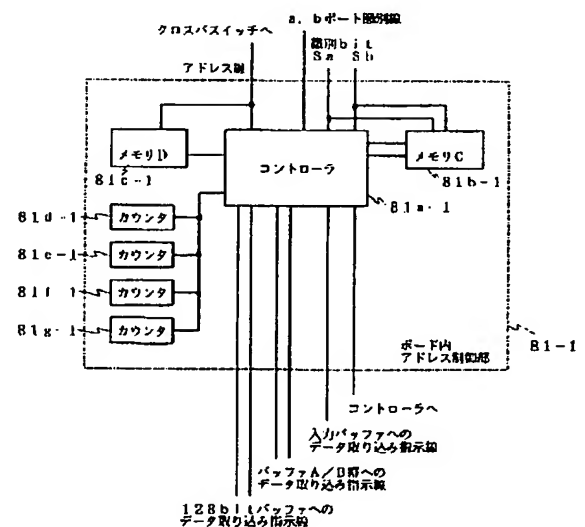 a, bポート識別線
クロスバスイッチへ
識別bit
Sa Sb
アドレス線
メモリD
コントローラ
メモリC
81c-1
81b-1
81a-1
81d-1
カウンタ
81e-1
カウンタ
81f-1
カウンタ
81g-1
カウンタ
ボード内
アドレス制御部
81-1
コントローラへ
入力バッファへの
データ取り込み指示線
バッファA/B群への
データ取り込み指示線
128bitバッファへの
データ取り込み指示線